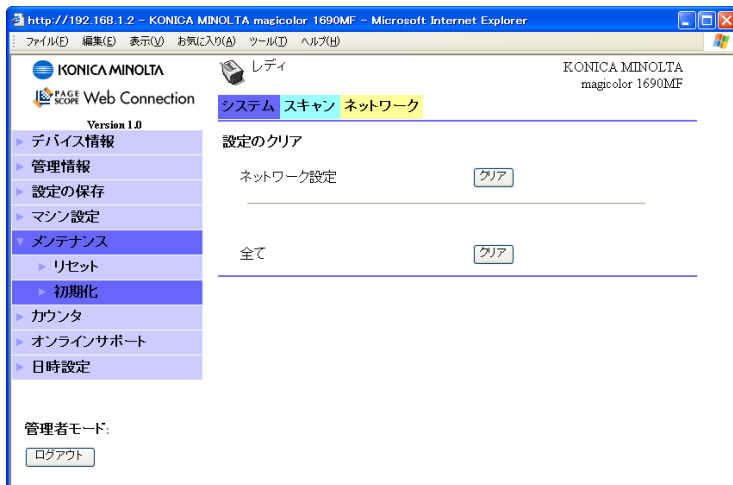 http://192.168.1.2 - KONICA MINOLTA magicolor 1690MF - Microsoft Internet Explorer
ファイル(F) 編集(E) 表示(V) お気に入り(A) ツール(T) ヘルプ(H)
KONICA MINOLTA
PAGE SCOPE Web Connection
Version 1.0
レディ
KONICA MINOLTA
magicolor 1690MF
システム スキャン ネットワーク
デバイス情報
管理情報
設定の保存
マシン設定
メンテナンス
リセット
初期化
カウンタ
オンラインサポート
日時設定
管理者モード:
ログアウト
設定のクリア
ネットワーク設定 クリア
全て クリア